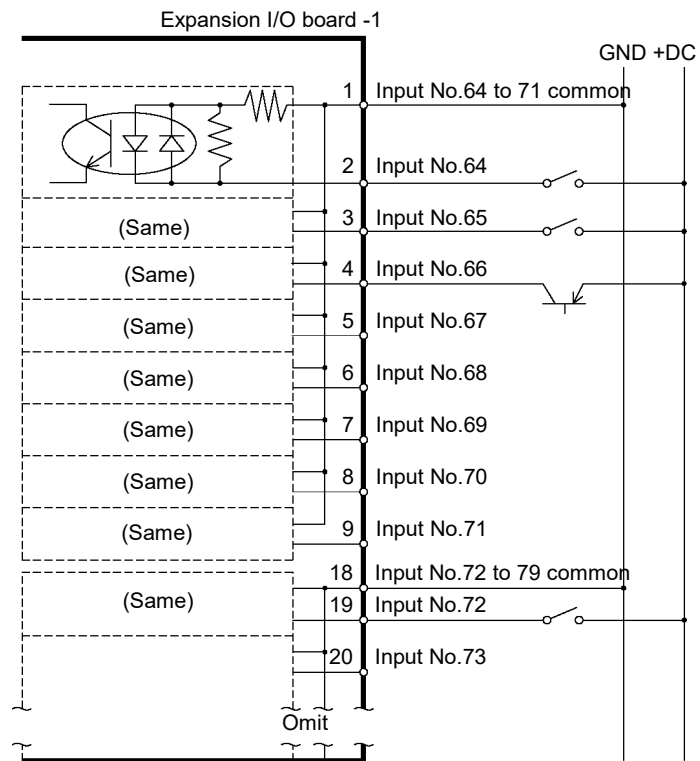 Expansion I/O board -1
GND +DC
1 Input No.64 to 71 common
2 Input No.64
(Same) 3 Input No.65
(Same) 4 Input No.66
(Same) 5 Input No.67
(Same) 6 Input No.68
(Same) 7 Input No.69
(Same) 8 Input No.70
(Same) 9 Input No.71
18 Input No.72 to 79 common
(Same) 19 Input No.72
20 Input No.73
Omit